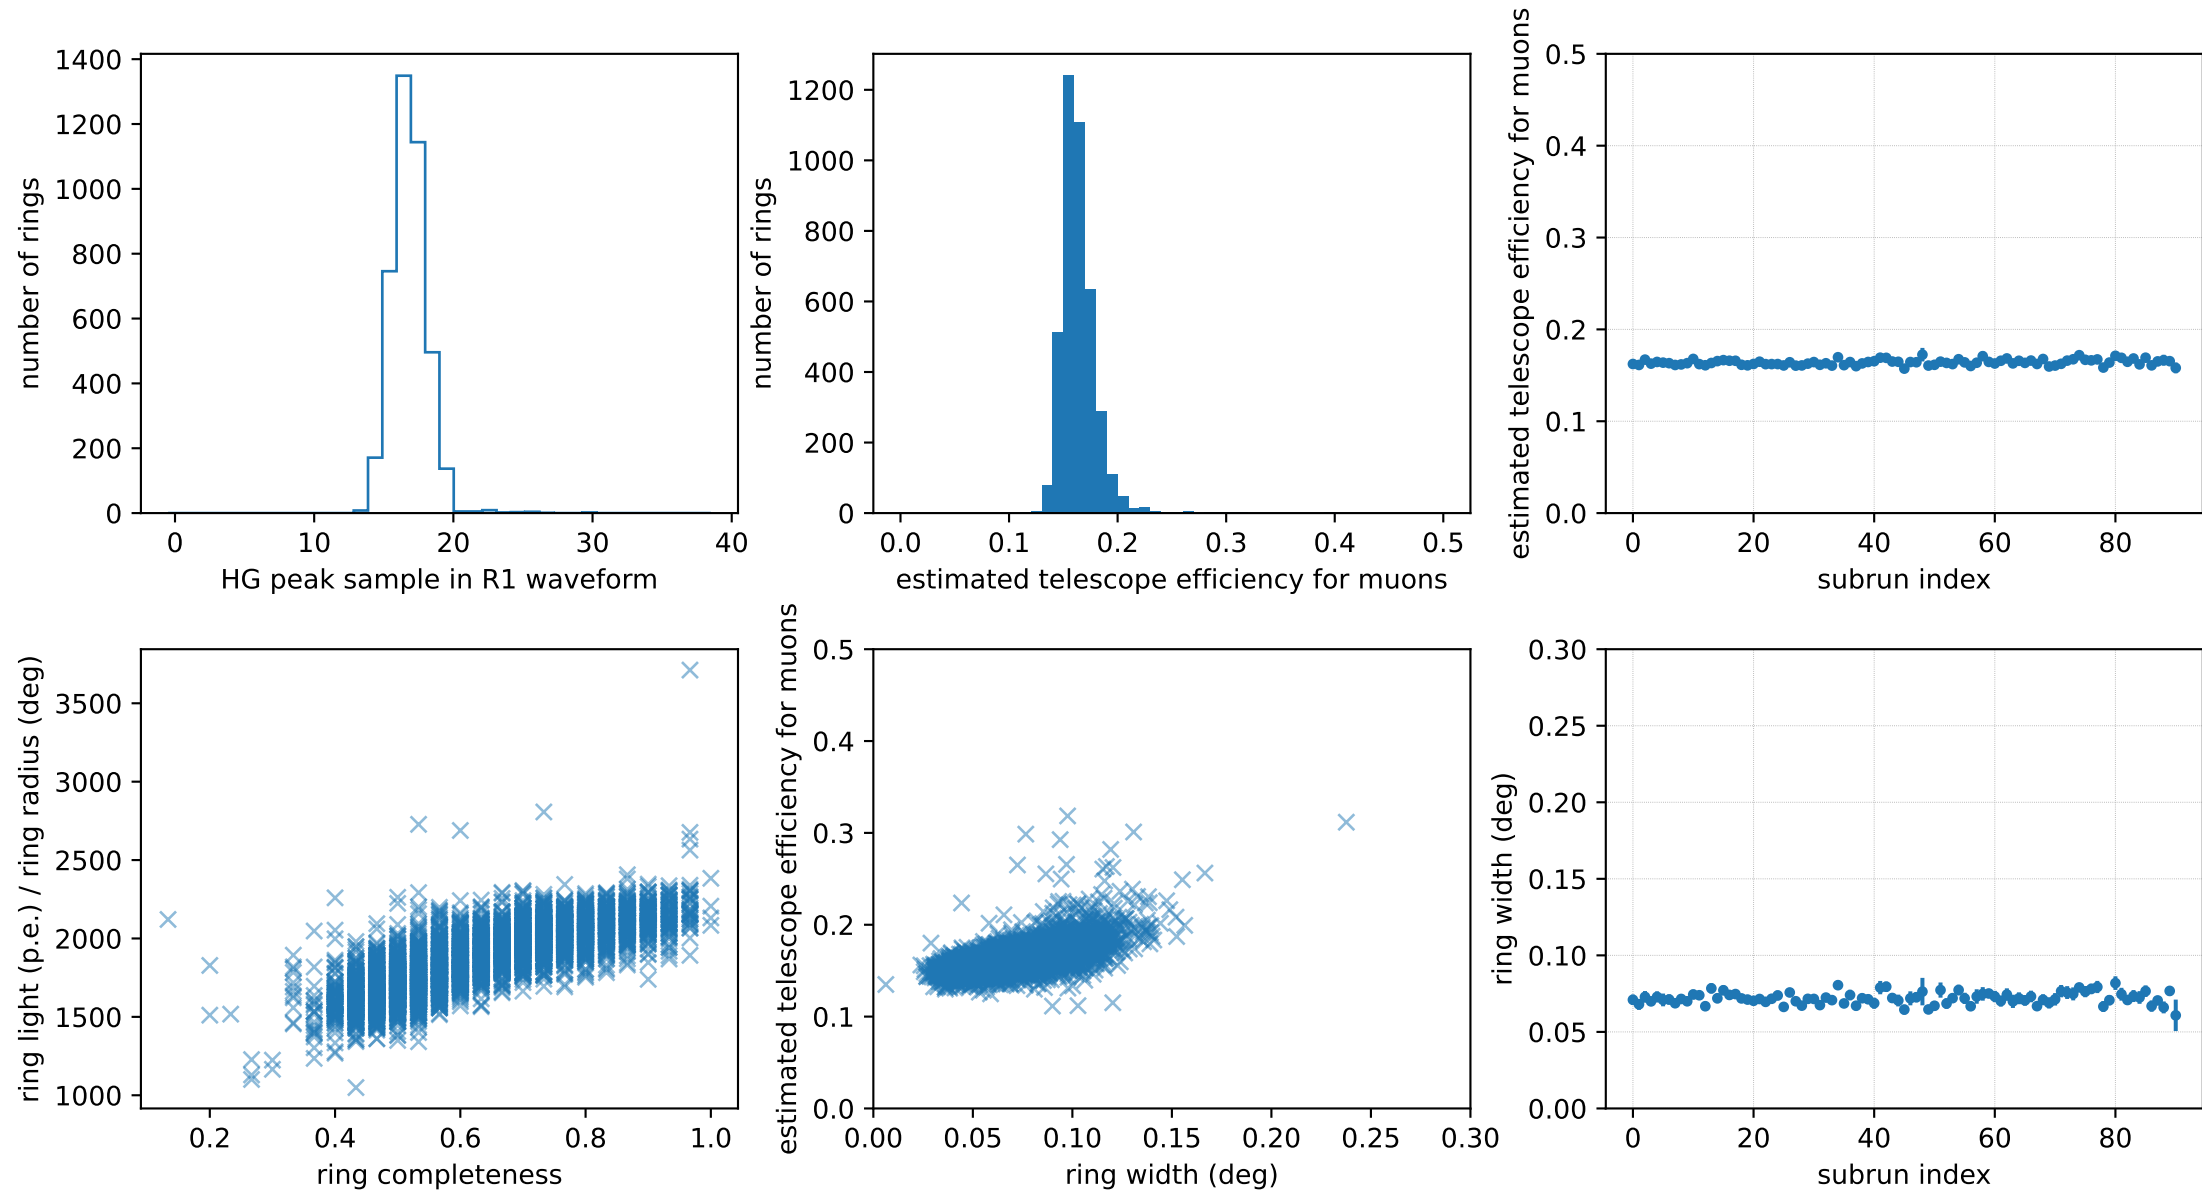 1400
1200
1000
800
600
400
200
0
number of rings
0 10 20 30 40
HG peak sample in R1 waveform
1200
1000
800
600
400
200
0
number of rings
0.0 0.1 0.2 0.3 0.4 0.5
estimated telescope efficiency for muons
0.5
0.4
0.3
0.2
0.1
0.0
estimated telescope efficiency for muons
0 20 40 60 80
subrun index
3500
3000
2500
2000
1500
1000
ring light (p.e.) / ring radius (deg)
0.2 0.4 0.6 0.8 1.0
ring completeness
0.5
0.4
0.3
0.2
0.1
0.0
estimated telescope efficiency for muons
0.00 0.05 0.10 0.15 0.20 0.25 0.30
ring width (deg)
0.30
0.25
0.20
0.15
0.10
0.05
0.00
ring width (deg)
0 20 40 60 80
subrun index